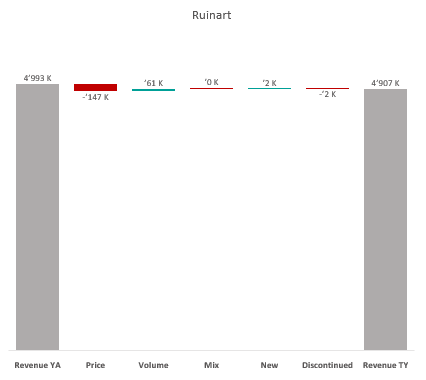 Ruinart
4'993 K
-'147 K
'61 K
'0 K
'2 K
-'2 K
4'907 K
Revenue YA Price Volume Mix New Discontinued Revenue TY